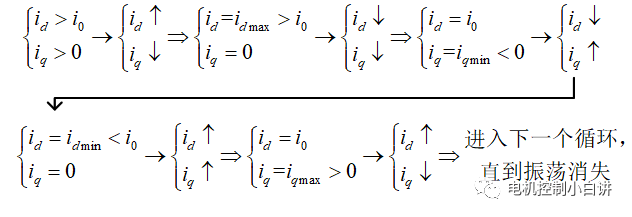 {i_d > i_0 → {i_d ↑ ⇒ {i_d=i_dmax > i_0 → {i_d ↓ ⇒ {i_d = i_0 → {i_d ↓
{i_q > 0 {i_q ↓ {i_q = 0 {i_q ↓ {i_q=i_qmin < 0 {i_q ↑
{i_d = i_dmin < i_0 → {i_d ↑ ⇒ {i_d = i_0 → {i_d ↑ ⇒ 进入下一个循环，
{i_q = 0 {i_q ↑ {i_q=i_qmax > 0 {i_q ↓ 直到振荡消失
电机控制小白讲